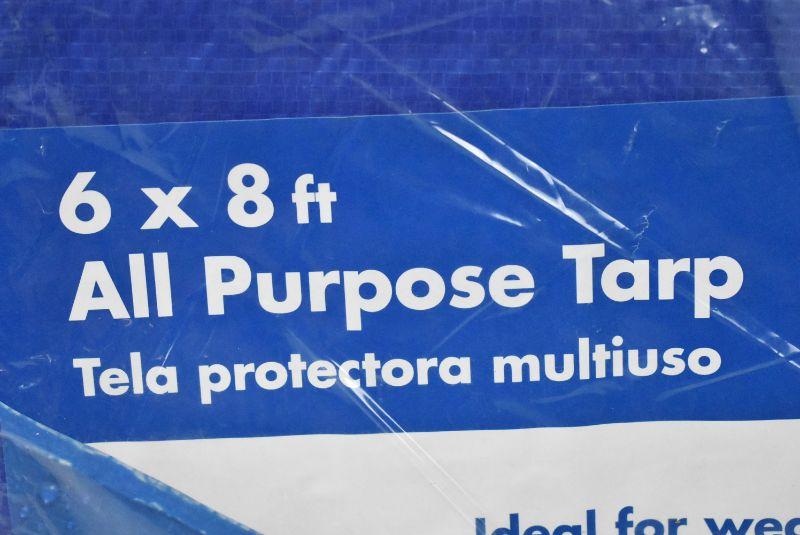 6 x 8 ft
All Purpose Tarp
Tela protectora multiuso
Ideal for